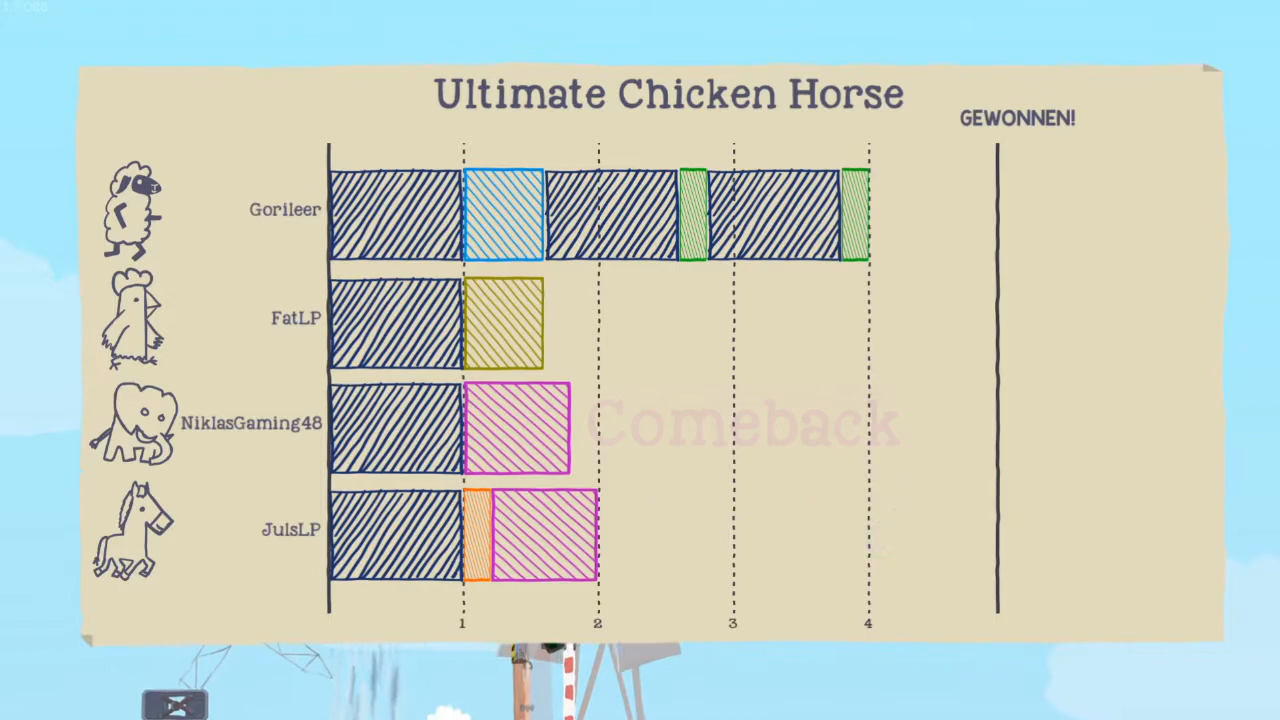 Ultimate Chicken Horse
GEWONNEN!
Gorileer
FatLP
NiklasGaming48
Comeback
JulsLP
1 2 3 4